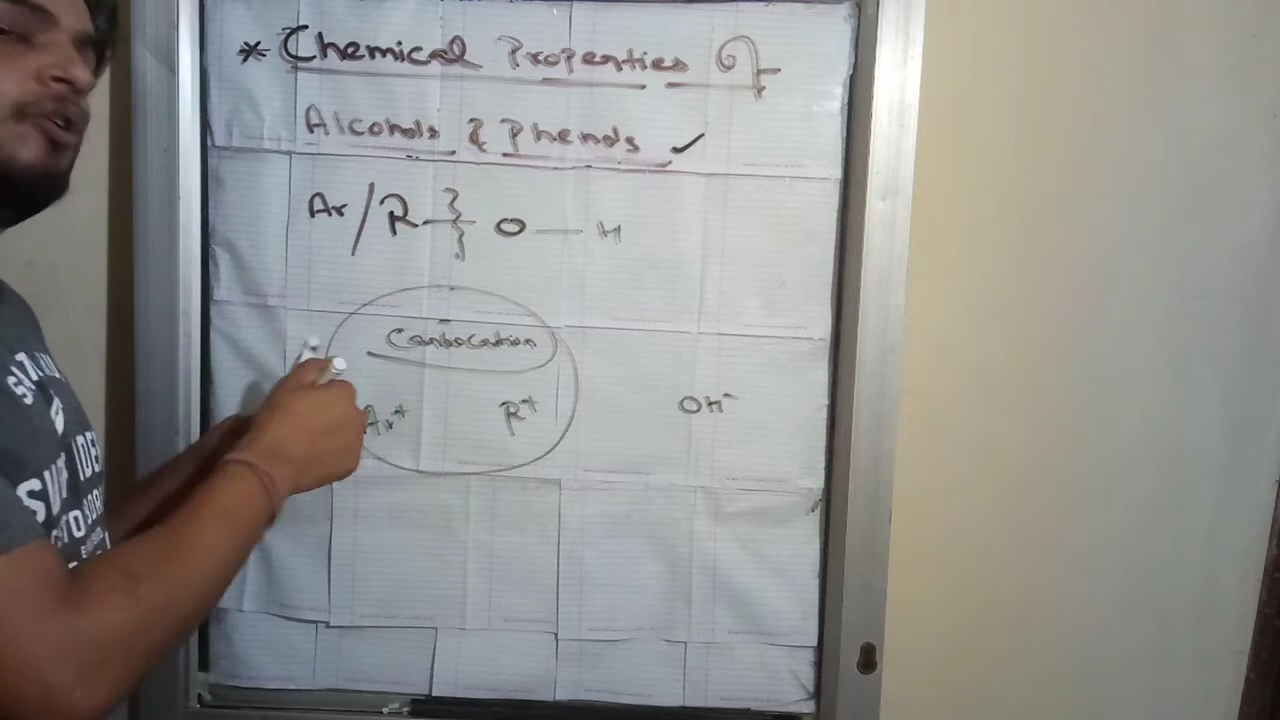 * Chemical Properties Of
Alcohols & Phenols ✓
Ar/R-}-O—H
Carbocation
Ar+ R+ OH-